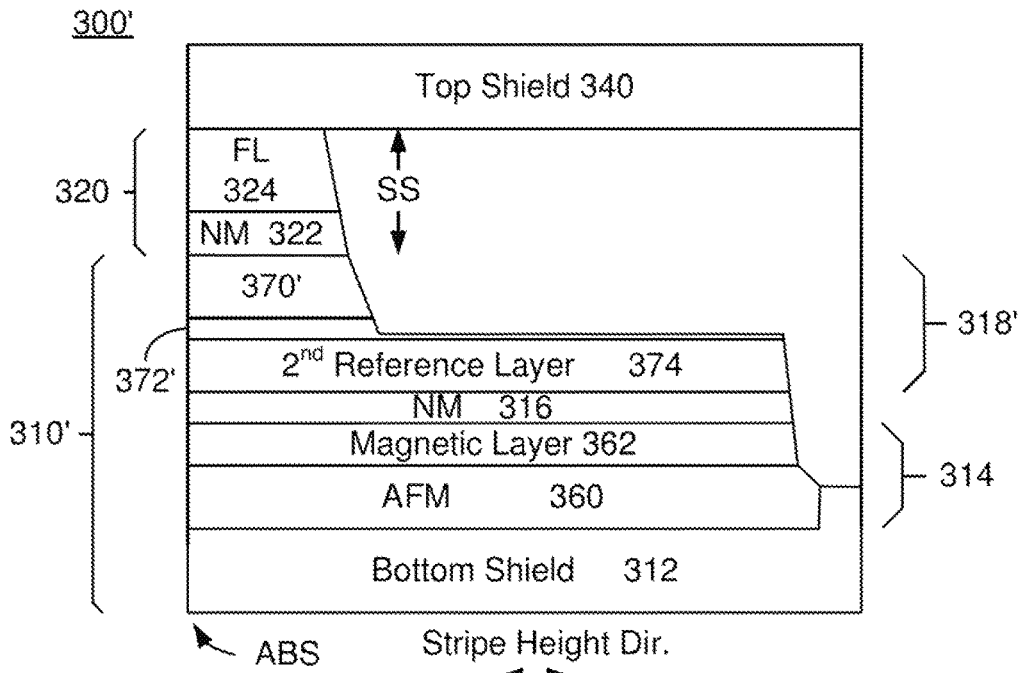 300'
Top Shield 340
FL
324
320
SS
NM 322
370'
318'
372'
2nd Reference Layer 374
NM 316
310'
Magnetic Layer 362
314
AFM 360
Bottom Shield 312
ABS
Stripe Height Dir.